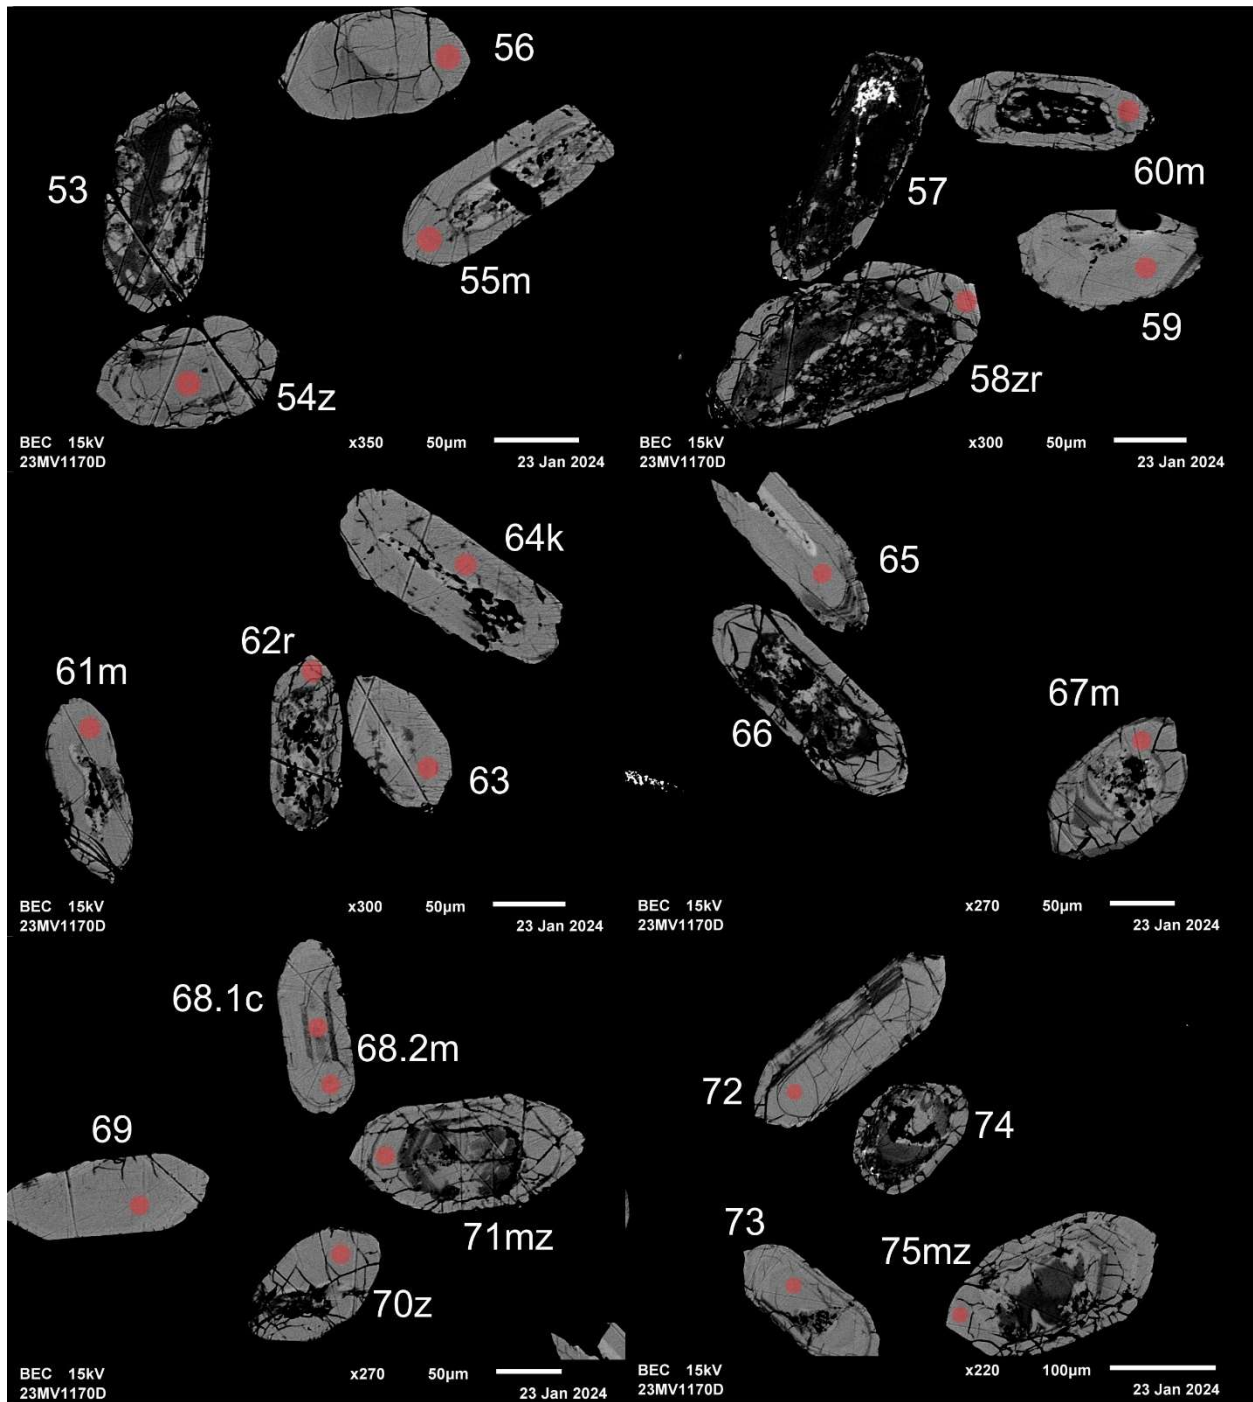 56
53
55m
54z
BEC 15kV x350 50µm
23MV1170D 23 Jan 2024
60m
57
59
58zr
BEC 15kV x300 50µm
23MV1170D 23 Jan 2024
64k
62r
61m
63
BEC 15kV x300 50µm
23MV1170D 23 Jan 2024
65
66
67m
BEC 15kV x270 50µm
23MV1170D 23 Jan 2024
68.1c
68.2m
69
71mz
70z
BEC 15kV x270 50µm
23MV1170D 23 Jan 2024
72
74
73
75mz
BEC 15kV x220 100µm
23MV1170D 23 Jan 2024